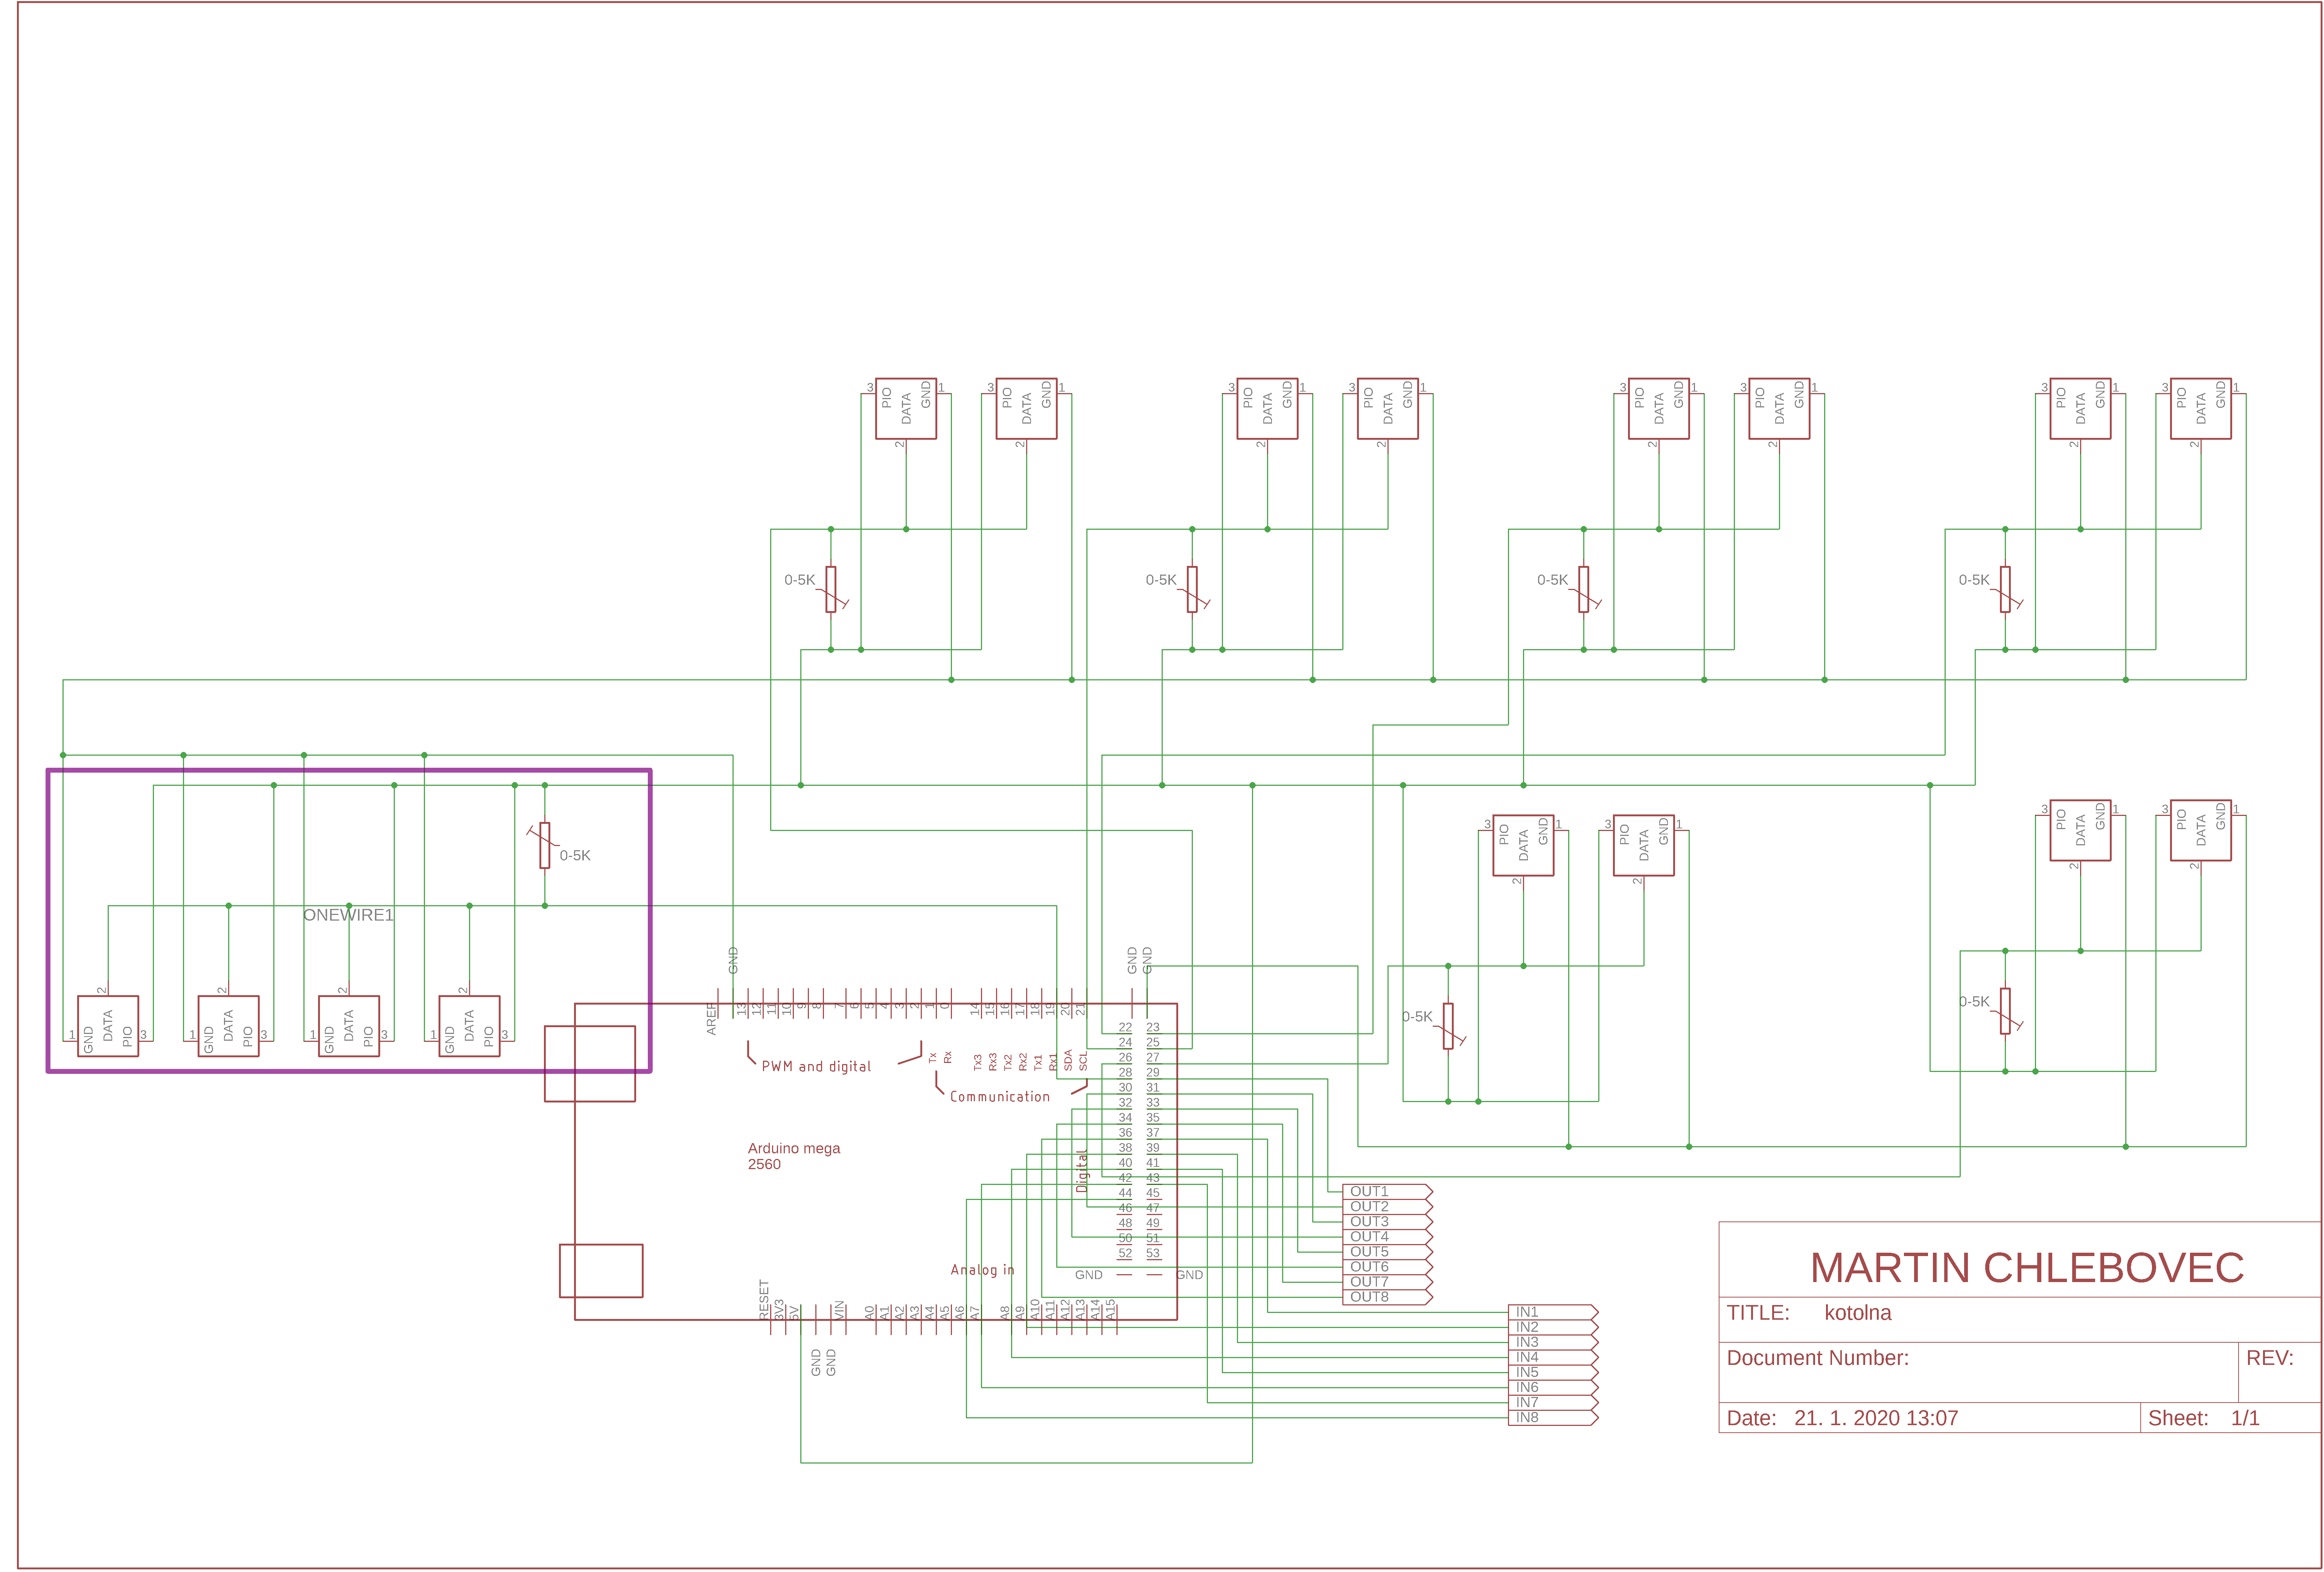 3 PIO DATA GND 1 2
3 PIO DATA GND 1 2
3 PIO DATA GND 1 2
3 PIO DATA GND 1 2
3 PIO DATA GND 1 2
3 PIO DATA GND 1 2
3 PIO DATA GND 1 2
3 PIO DATA GND 1 2
0-5K
0-5K
0-5K
0-5K
3 PIO DATA GND 1 2
3 PIO DATA GND 1 2
3 PIO DATA GND 1 2
3 PIO DATA GND 1 2
0-5K
0-5K
0-5K
ONEWIRE1
1 GND DATA PIO 3 2
1 GND DATA PIO 3 2
1 GND DATA PIO 3 2
1 GND DATA PIO 3 2
GND
GND
GND
AREF 13 12 11 10 9 8 7 6 5 4 3 2 1 0 14 15 16 17 18 19 20 21
Tx Rx Tx3 Rx3 Tx2 Rx2 Tx1 Rx1 SDA SCL
PWM and digital
Communication
Arduino mega
2560
Digital
22 23
24 25
26 27
28 29
30 31
32 33
34 35
36 37
38 39
40 41
42 43
44 45
46 47
48 49
50 51
52 53
GND GND
Analog in
RESET 3V3 5V VIN A0 A1 A2 A3 A4 A5 A6 A7 A8 A9 A10 A11 A12 A13 A14 A15
GND GND
OUT1
OUT2
OUT3
OUT4
OUT5
OUT6
OUT7
OUT8
IN1
IN2
IN3
IN4
IN5
IN6
IN7
IN8
MARTIN CHLEBOVEC
TITLE: kotolna
Document Number:
REV:
Date: 21. 1. 2020 13:07
Sheet: 1/1